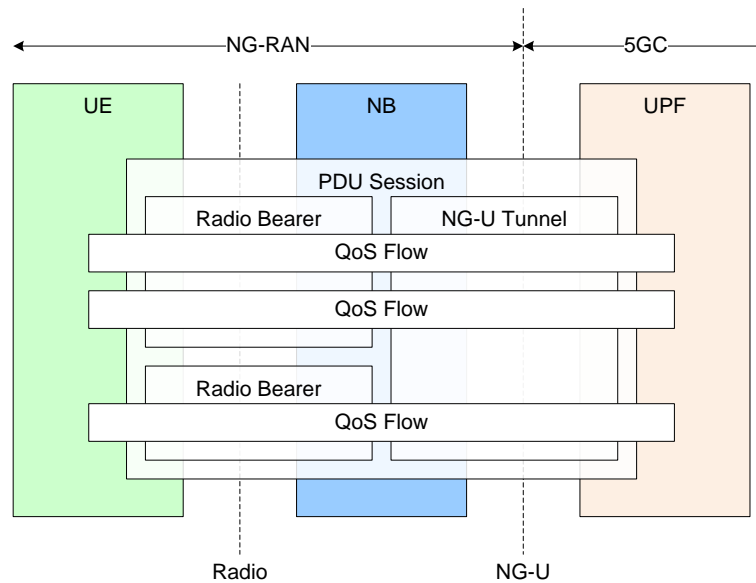 NG-RAN
5GC
UE
NB
UPF
PDU Session
Radio Bearer
NG-U Tunnel
QoS Flow
QoS Flow
Radio Bearer
QoS Flow
Radio
NG-U